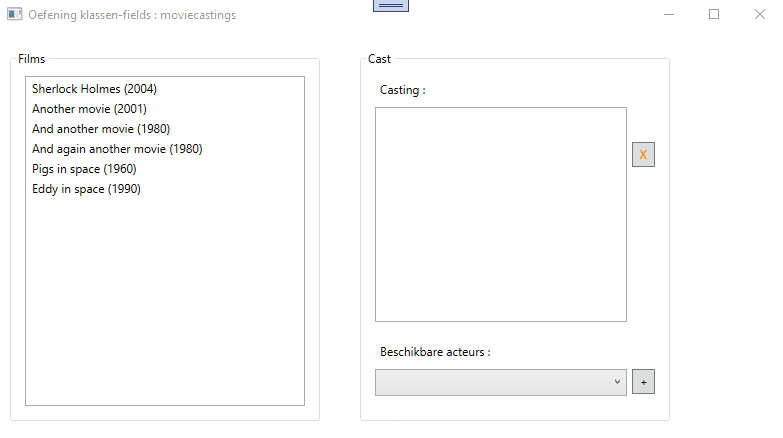 Oefening klassen-fields : moviecastings
Films
Sherlock Holmes (2004)
Another movie (2001)
And another movie (1980)
And again another movie (1980)
Pigs in space (1960)
Eddy in space (1990)
Cast
Casting :
X
Beschikbare acteurs :
+